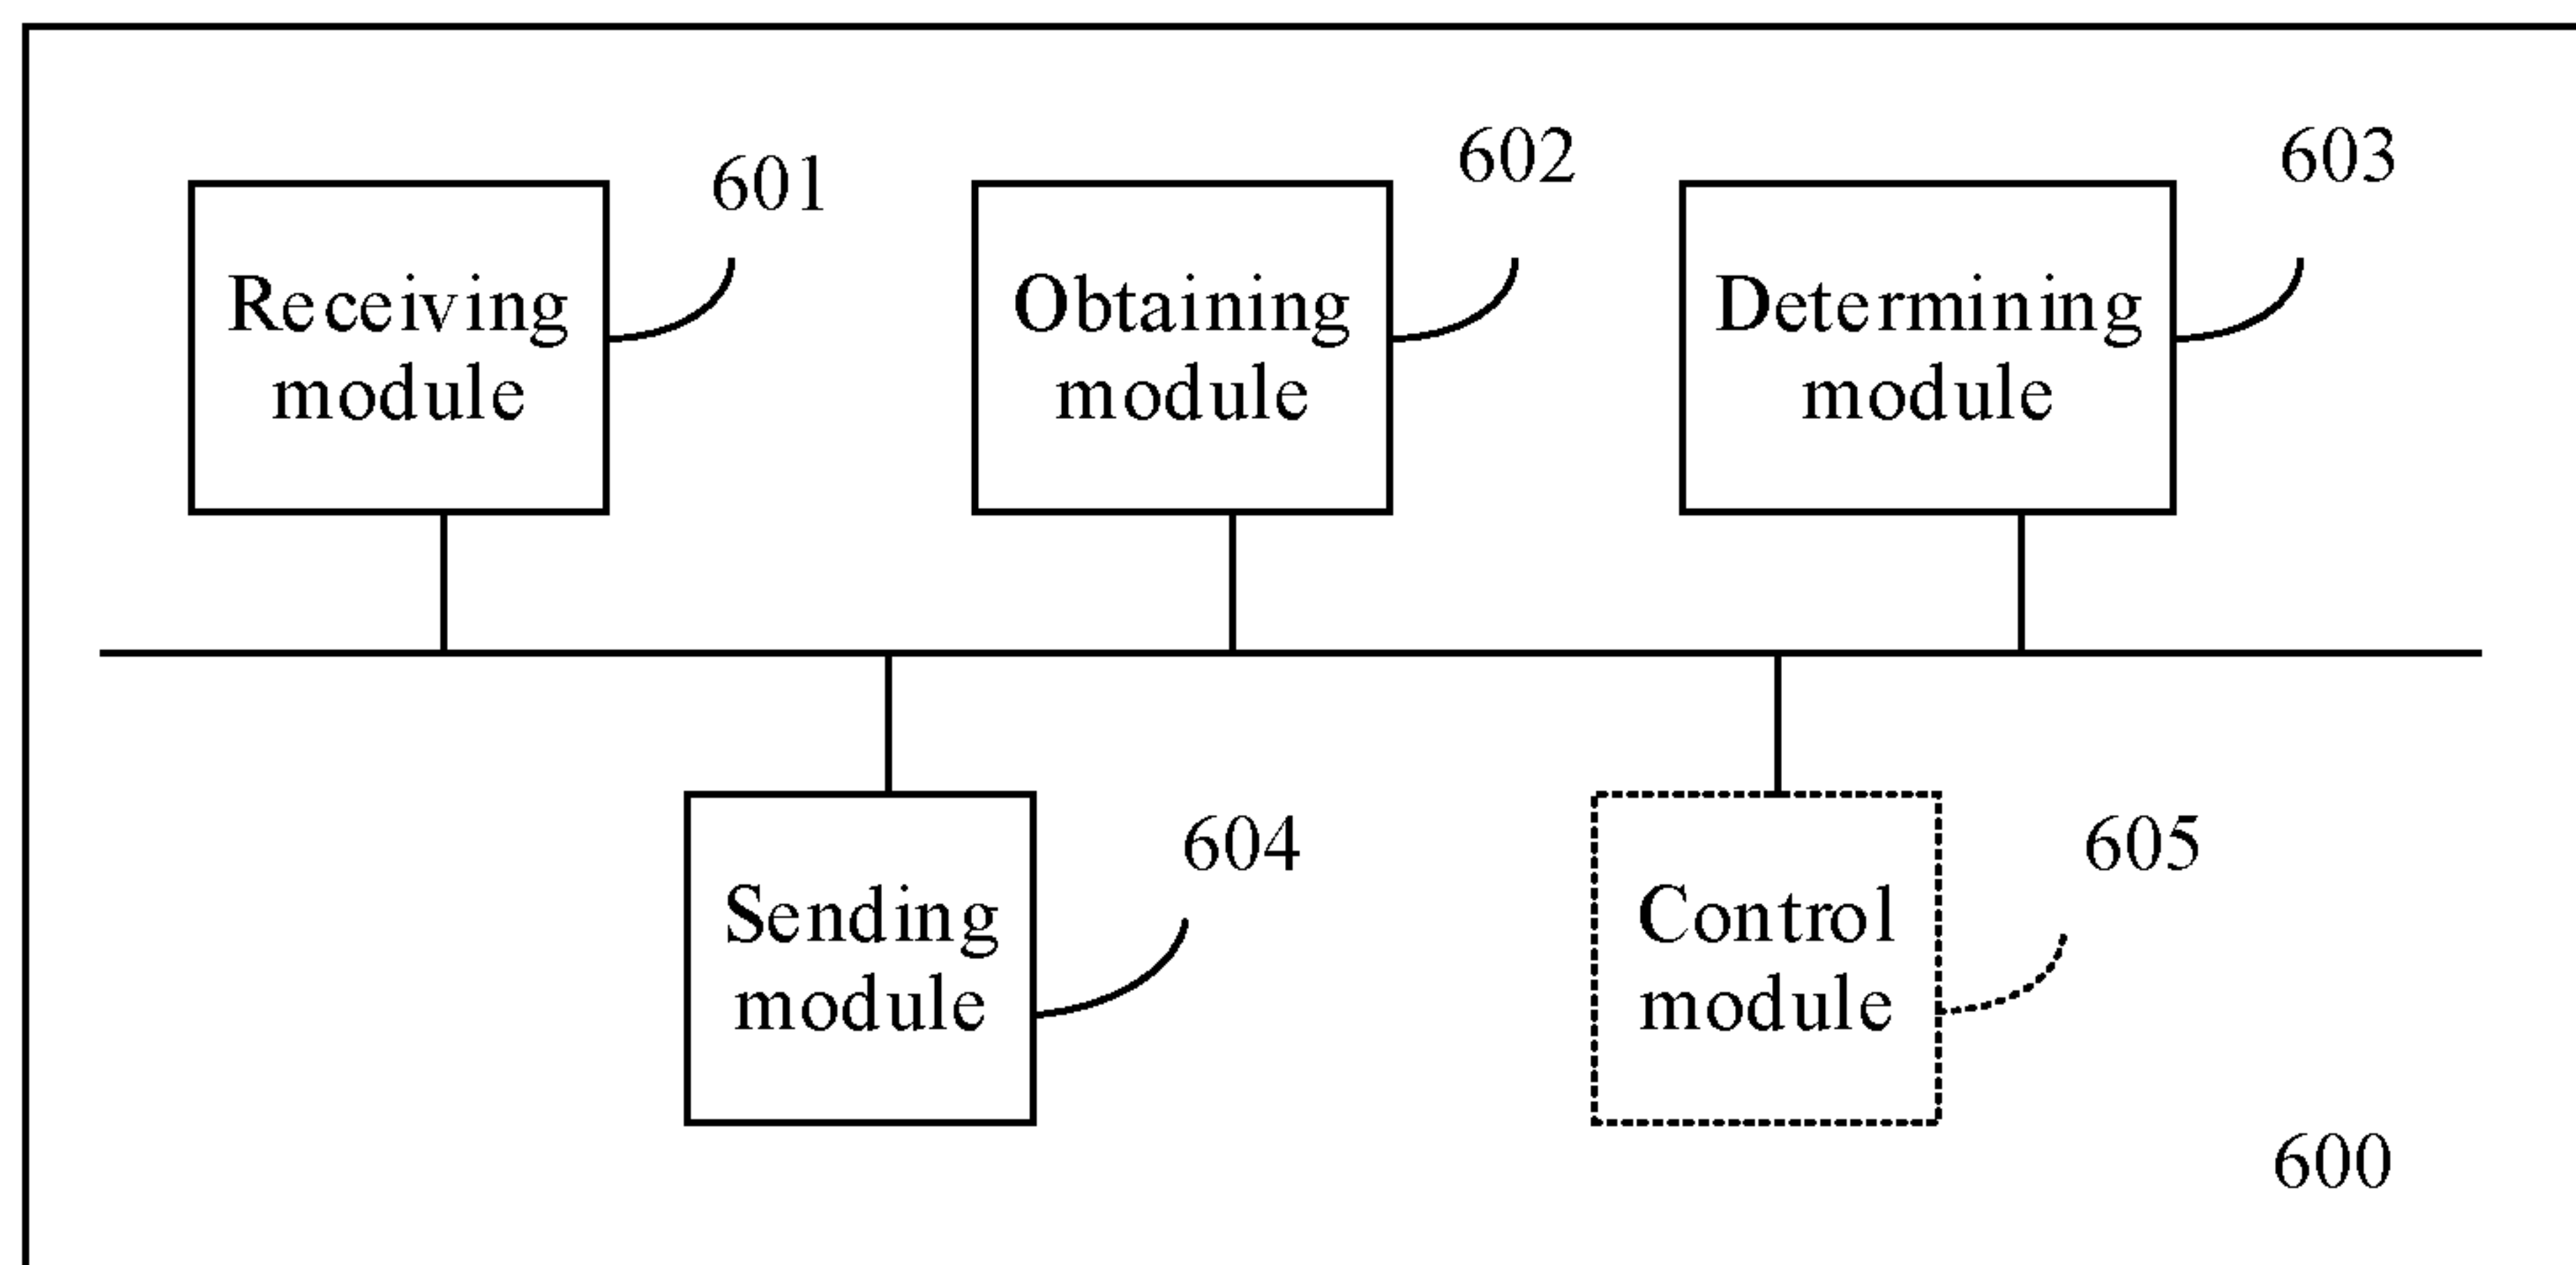 601
602
603
Receiving
module
Obtaining
module
Determining
module
604
605
Sending
module
Control
module
600